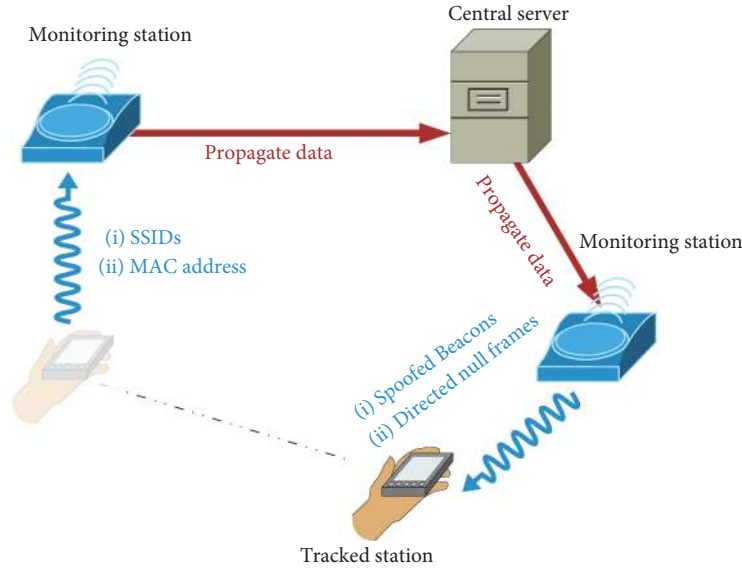 Central server
Monitoring station
Propagate data
Propagate data
Monitoring station
(i) SSIDs
(ii) MAC address
(i) Spoofed Beacons
(ii) Directed null frames
Tracked station